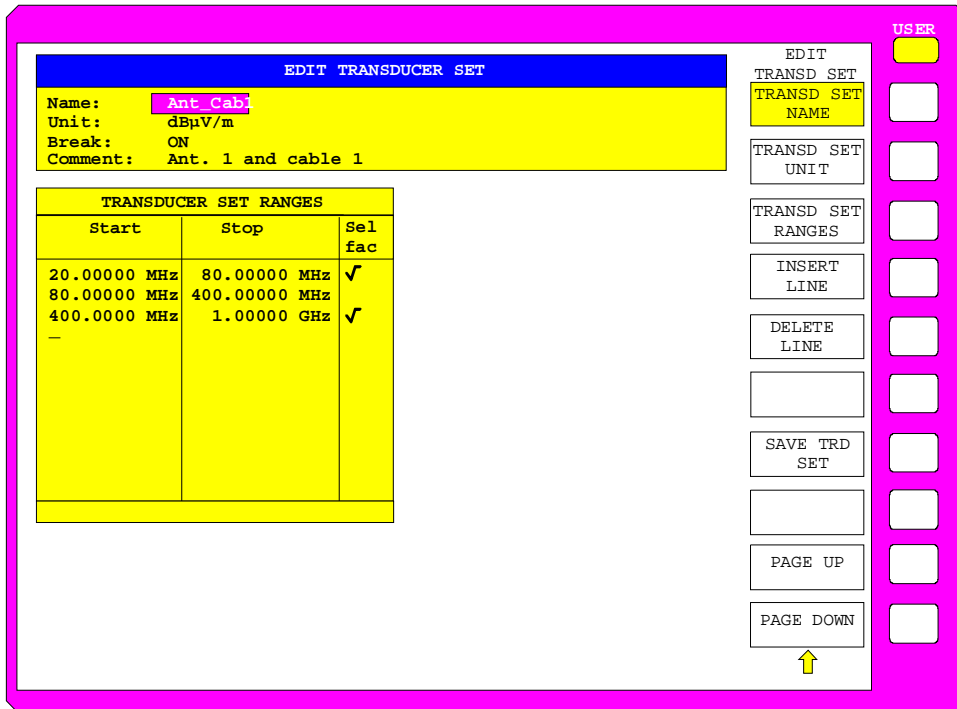 USER
EDIT TRANSDUCER SET
Name: Ant_Cab1
Unit: dBµV/m
Break: ON
Comment: Ant. 1 and cable 1
TRANSDUCER SET RANGES
Start Stop Sel
fac
20.00000 MHz 80.00000 MHz √
80.00000 MHz 400.00000 MHz
400.0000 MHz 1.00000 GHz √
_
EDIT
TRANSD SET
TRANSD SET
NAME
TRANSD SET
UNIT
TRANSD SET
RANGES
INSERT
LINE
DELETE
LINE
SAVE TRD
SET
PAGE UP
PAGE DOWN